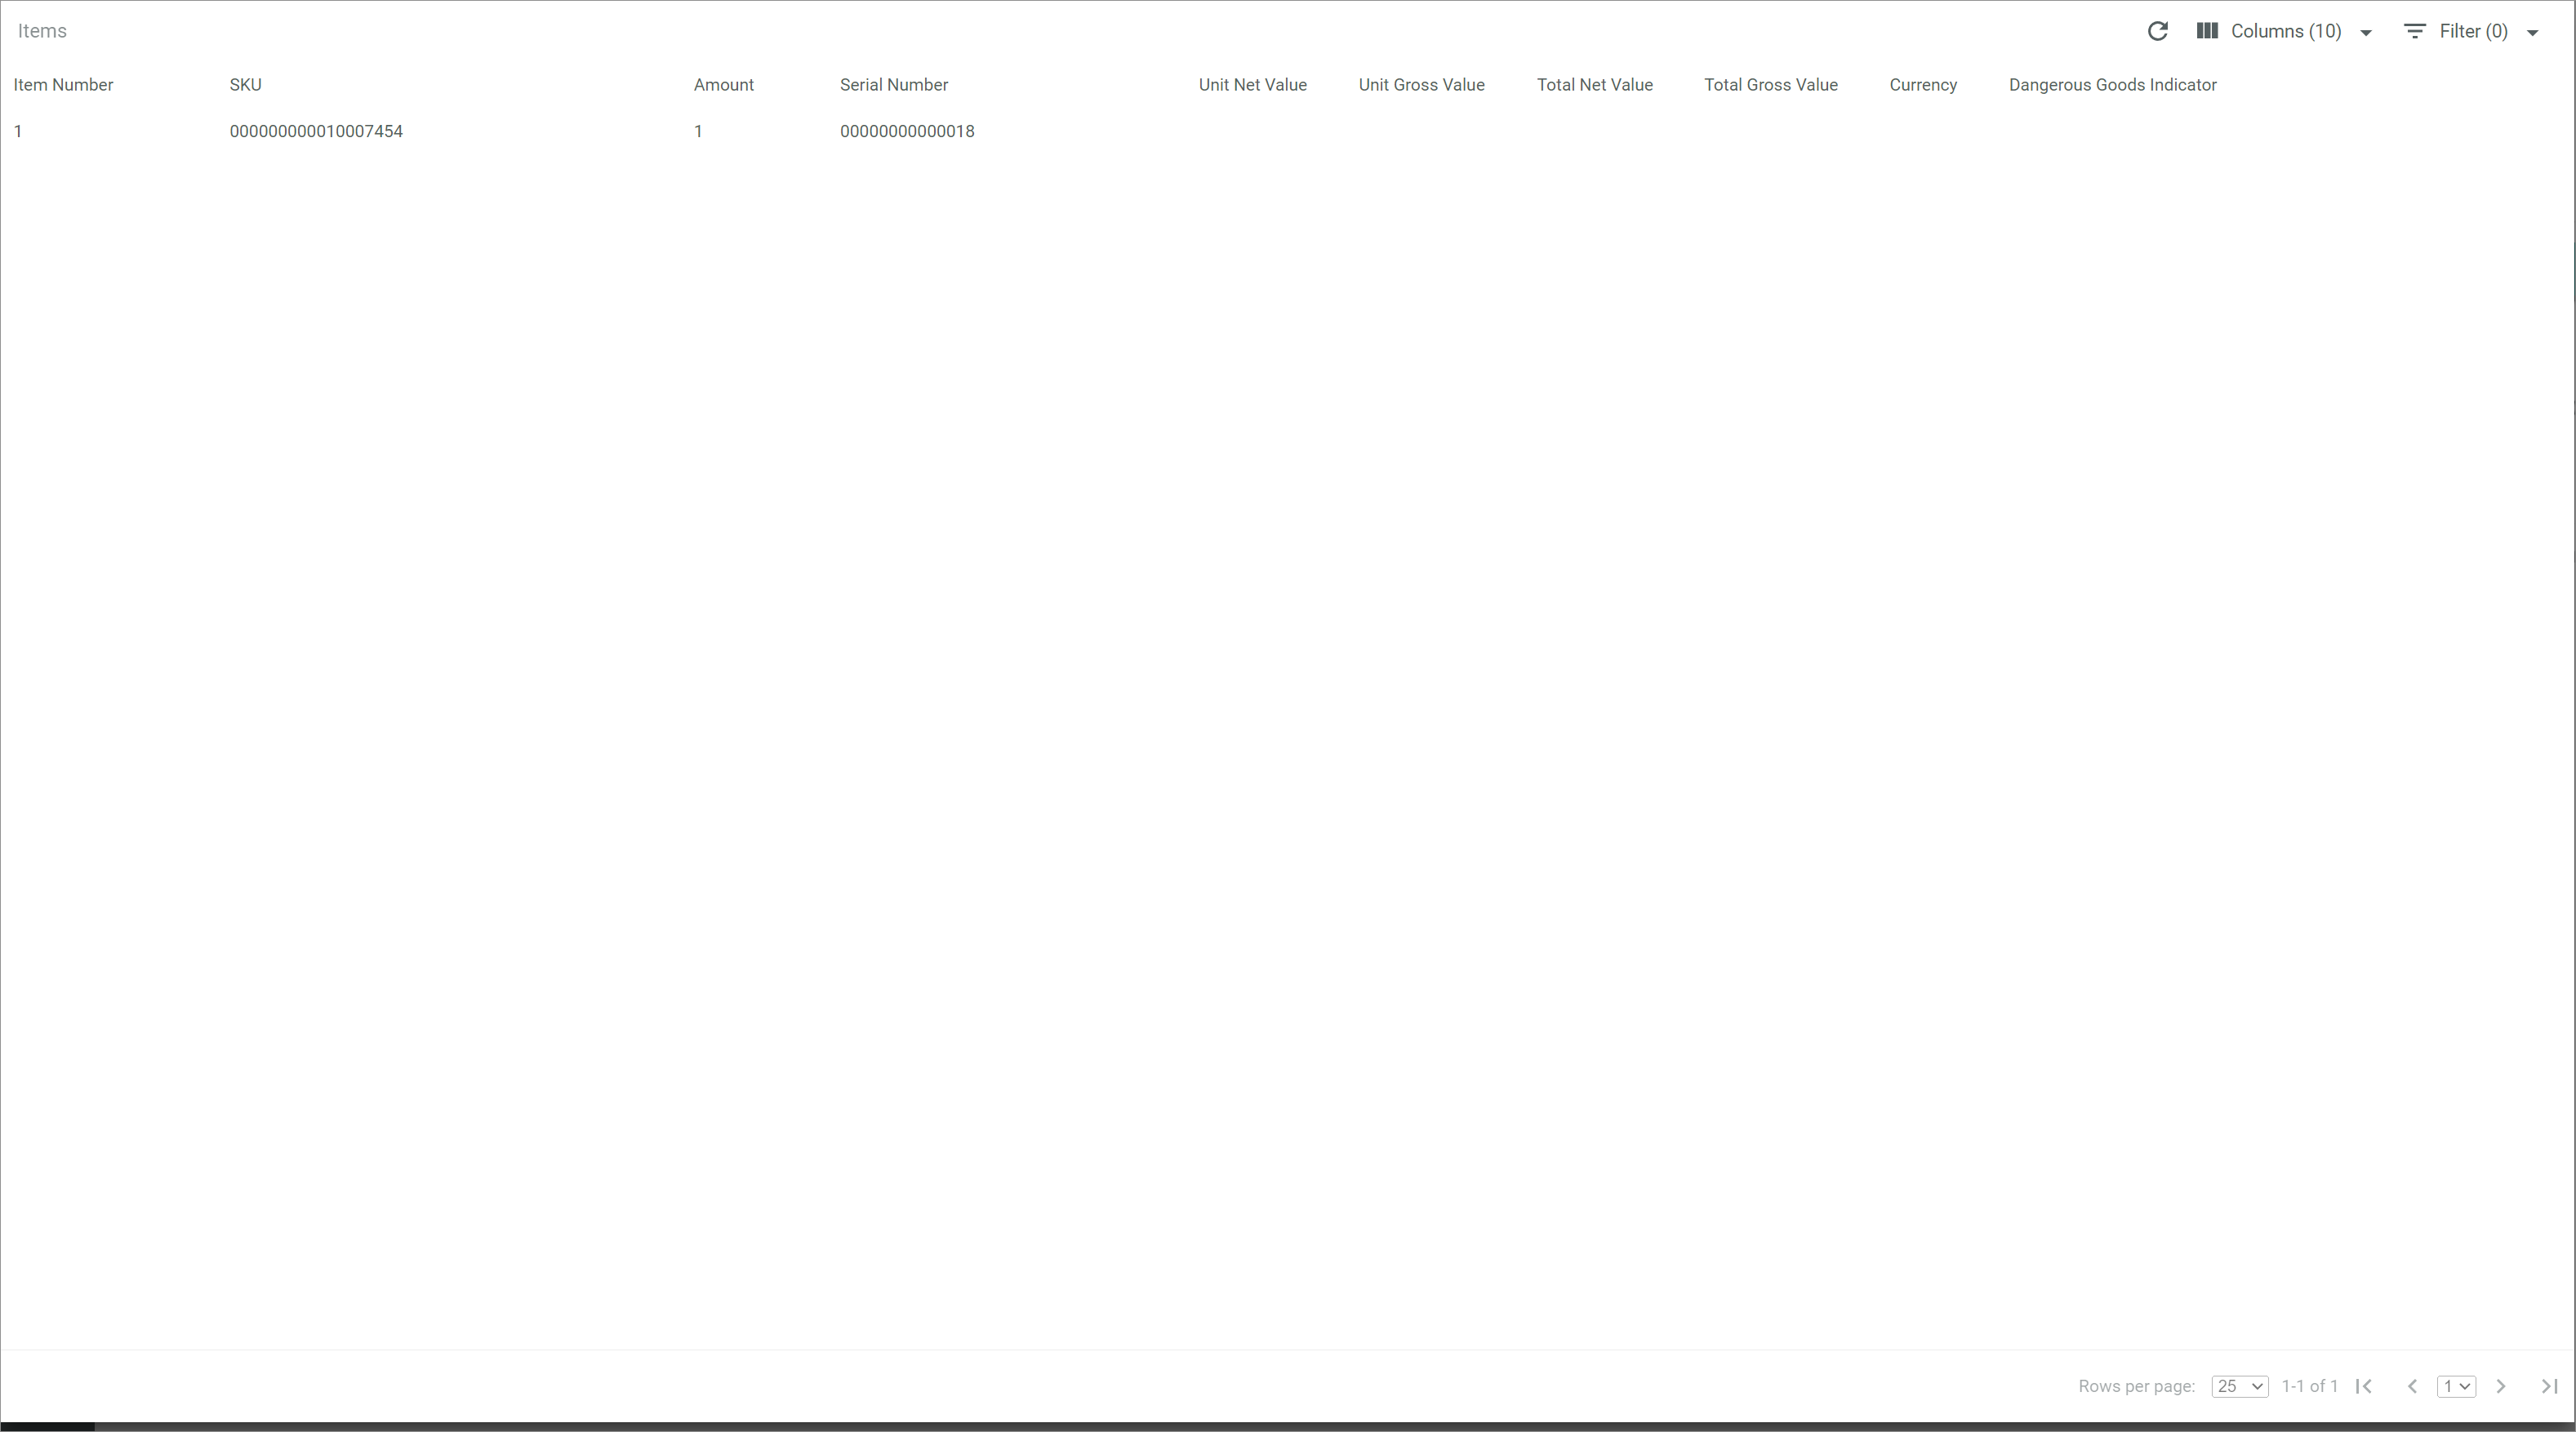 Items Columns (10) Filter (0)
Item Number SKU Amount Serial Number Unit Net Value Unit Gross Value Total Net Value Total Gross Value Currency Dangerous Goods Indicator
1 000000000010007454 1 00000000000018
Rows per page: 25 1-1 of 1 1